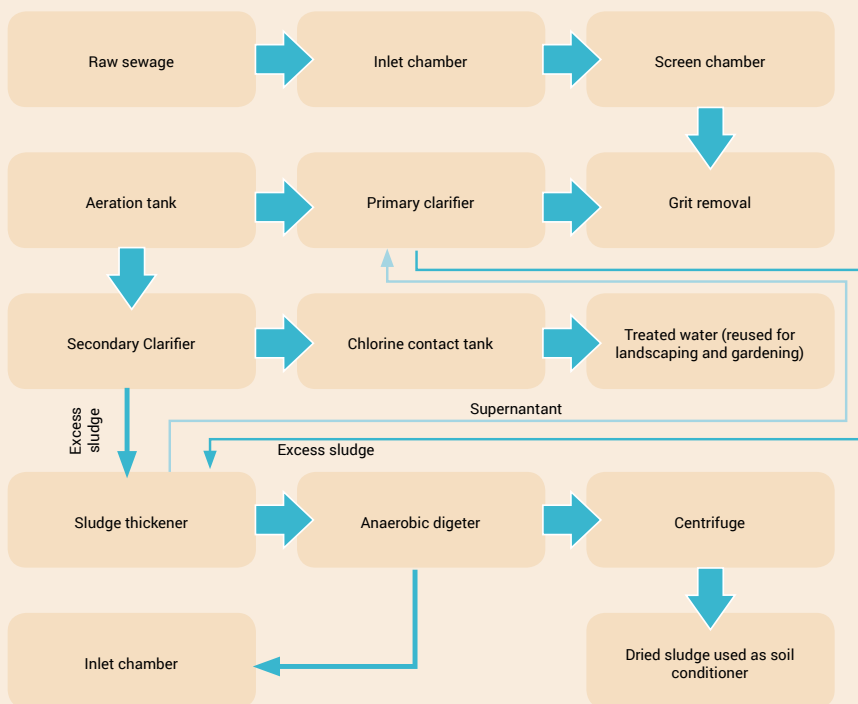 Raw sewage
Inlet chamber
Screen chamber
Aeration tank
Primary clarifier
Grit removal
Secondary Clarifier
Chlorine contact tank
Treated water (reused for
landscaping and gardening)
Excess
sludge
Supernantant
Excess sludge
Sludge thickener
Anaerobic digeter
Centrifuge
Inlet chamber
Dried sludge used as soil
conditioner